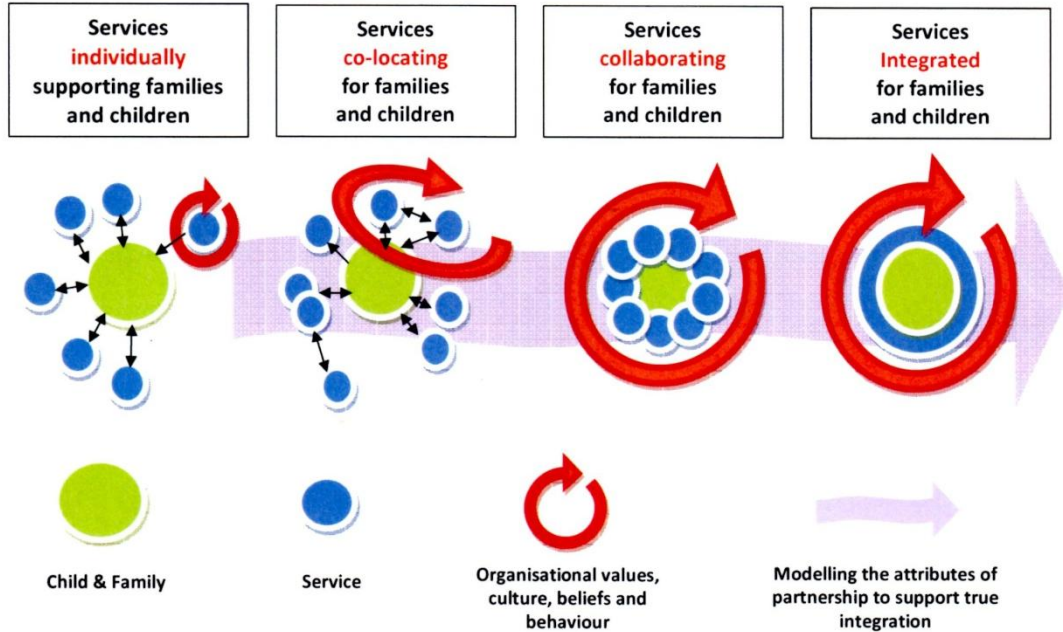 Services
individually
supporting families
and children
Services
co-locating
for families
and children
Services
collaborating
for families
and children
Services
Integrated
for families
and children
Child & Family
Service
Organisational values,
culture, beliefs and
behaviour
Modelling the attributes of
partnership to support true
integration